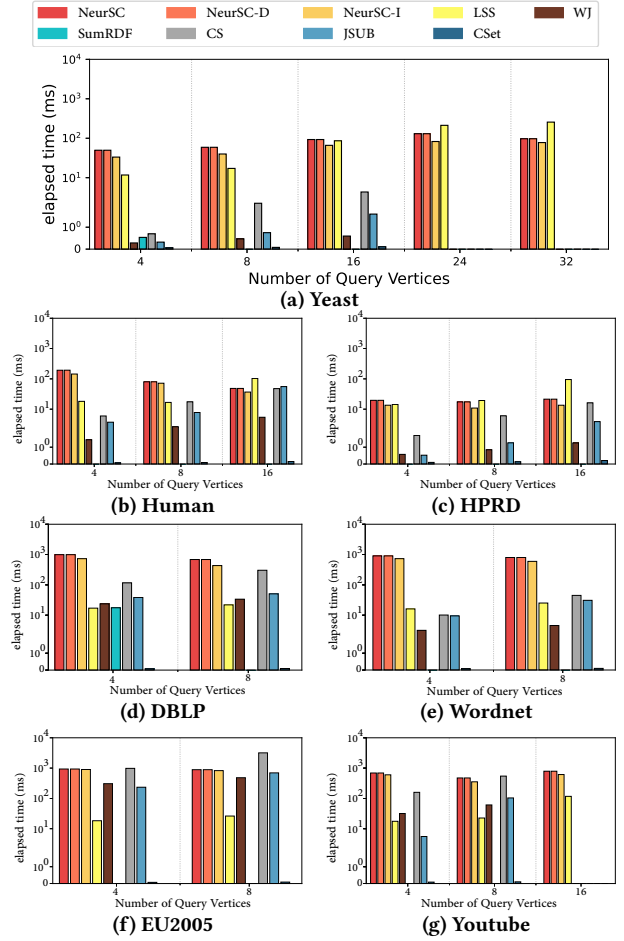 NeurSC NeurSC-D NeurSC-I LSS WJ
SumRDF CS JSUB CSet
elapsed time (ms)
10^4
10^3
10^2
10^1
10^0
0
4 8 16 24 32
Number of Query Vertices
(a) Yeast
elapsed time (ms)
10^4
10^3
10^2
10^1
10^0
0
4 8 16
Number of Query Vertices
(b) Human
elapsed time (ms)
10^4
10^3
10^2
10^1
10^0
0
4 8 16
Number of Query Vertices
(c) HPRD
elapsed time (ms)
10^4
10^3
10^2
10^1
10^0
0
4 8
Number of Query Vertices
(d) DBLP
elapsed time (ms)
10^4
10^3
10^2
10^1
10^0
0
4 8
Number of Query Vertices
(e) Wordnet
elapsed time (ms)
10^4
10^3
10^2
10^1
10^0
0
4 8
Number of Query Vertices
(f) EU2005
elapsed time (ms)
10^4
10^3
10^2
10^1
10^0
0
4 8 16
Number of Query Vertices
(g) Youtube